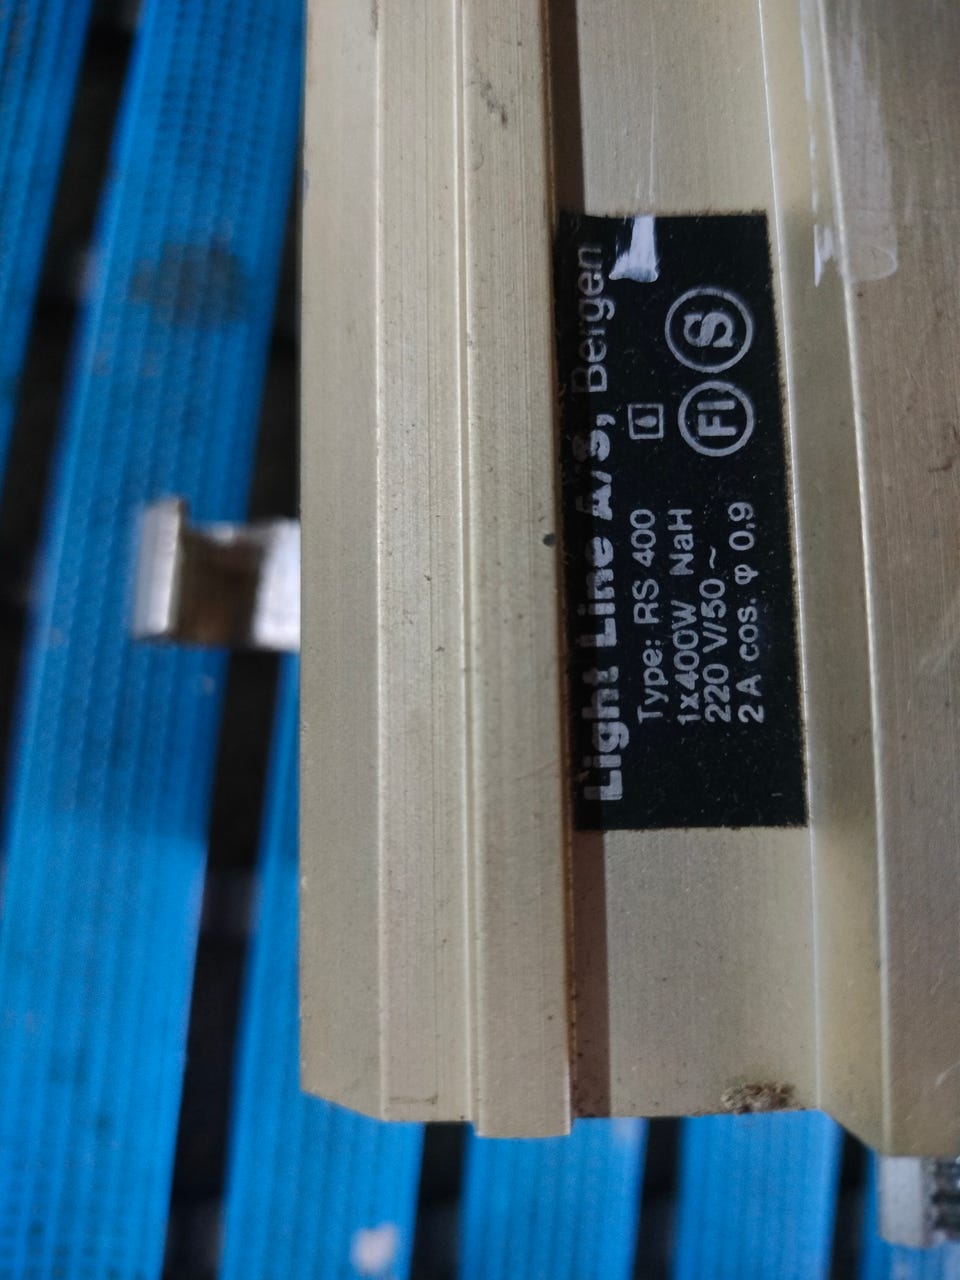 Light Line A/S, Bergen
Type: RS 400
1x400W NaH
220 V/50 ~
2 A cos. φ 0,9
FI S